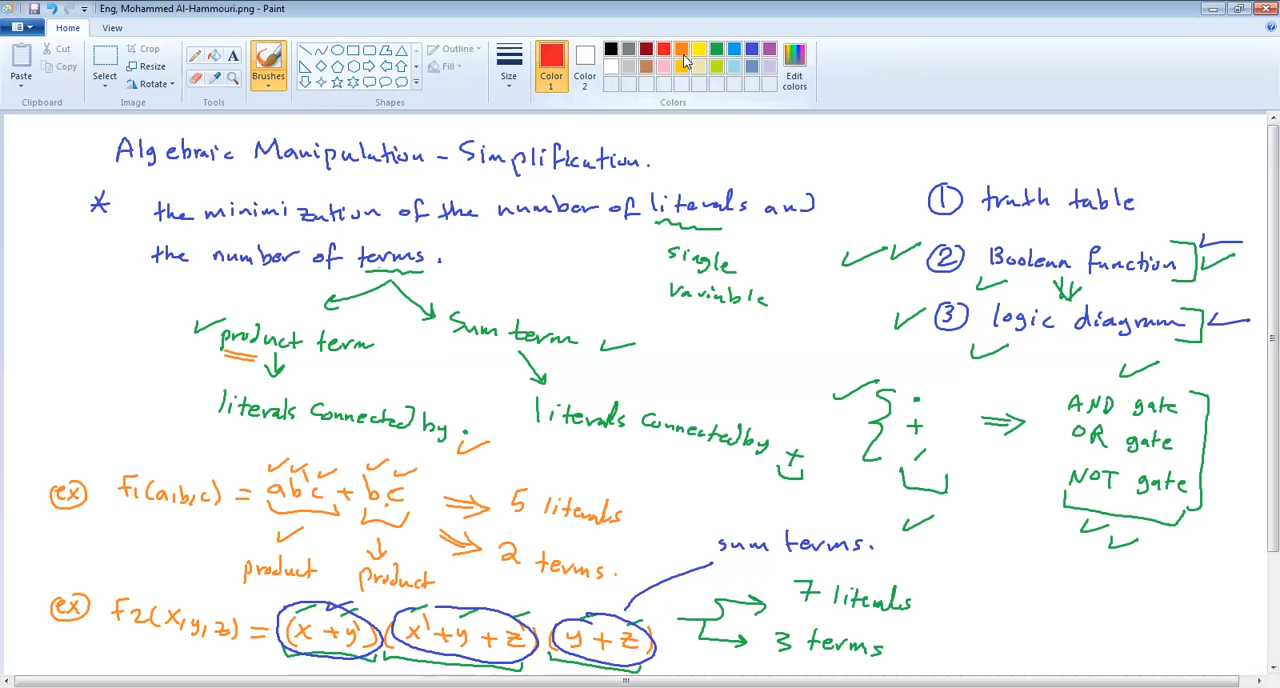 Eng, Mohammed Al-Hammouri.png - Paint
Home View
Paste
Cut
Copy
Clipboard
Select
Crop
Resize
Rotate
Image
A
Tools
Brushes
Shapes
Outline
Fill
Size
Color 1
Color 2
Colors
Edit colors
Algebraic Manipulation - Simplification.
* the minimization of the number of literals and
the number of terms.
single
variable
product term
Sum term
literals connected by .
literals connected by +
① truth table
② Boolean function
③ logic diagram
.
+
′
⇒
AND gate
OR gate
NOT gate
ex F1(a,b,c) = abc + b.c ⇒ 5 literals
⇒ 2 terms.
product product
sum terms.
ex F2(x,y,z) = (x + y') (x' + y + z') (y + z)
7 literals
3 terms